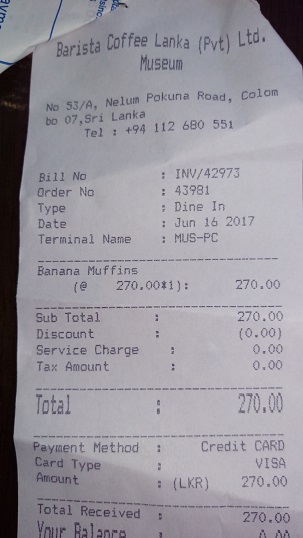 Barista Coffee Lanka (Pvt) Ltd.
Museum
No 53/A, Nelum Pokuna Road, Colom
bo 07,Sri Lanka
Tel : +94 112 680 551
Bill No : INV/42973
Order No : 43981
Type : Dine In
Date : Jun 16 2017
Terminal Name : MUS-PC
Banana Muffins
(@ 270.00*1): 270.00
Sub Total : 270.00
Discount : (0.00)
Service Charge : 0.00
Tax Amount : 0.00
Total : 270.00
Payment Method : Credit CARD
Card Type : VISA
Amount : (LKR) 270.00
Total Received : 270.00
Your Balance : 0.00